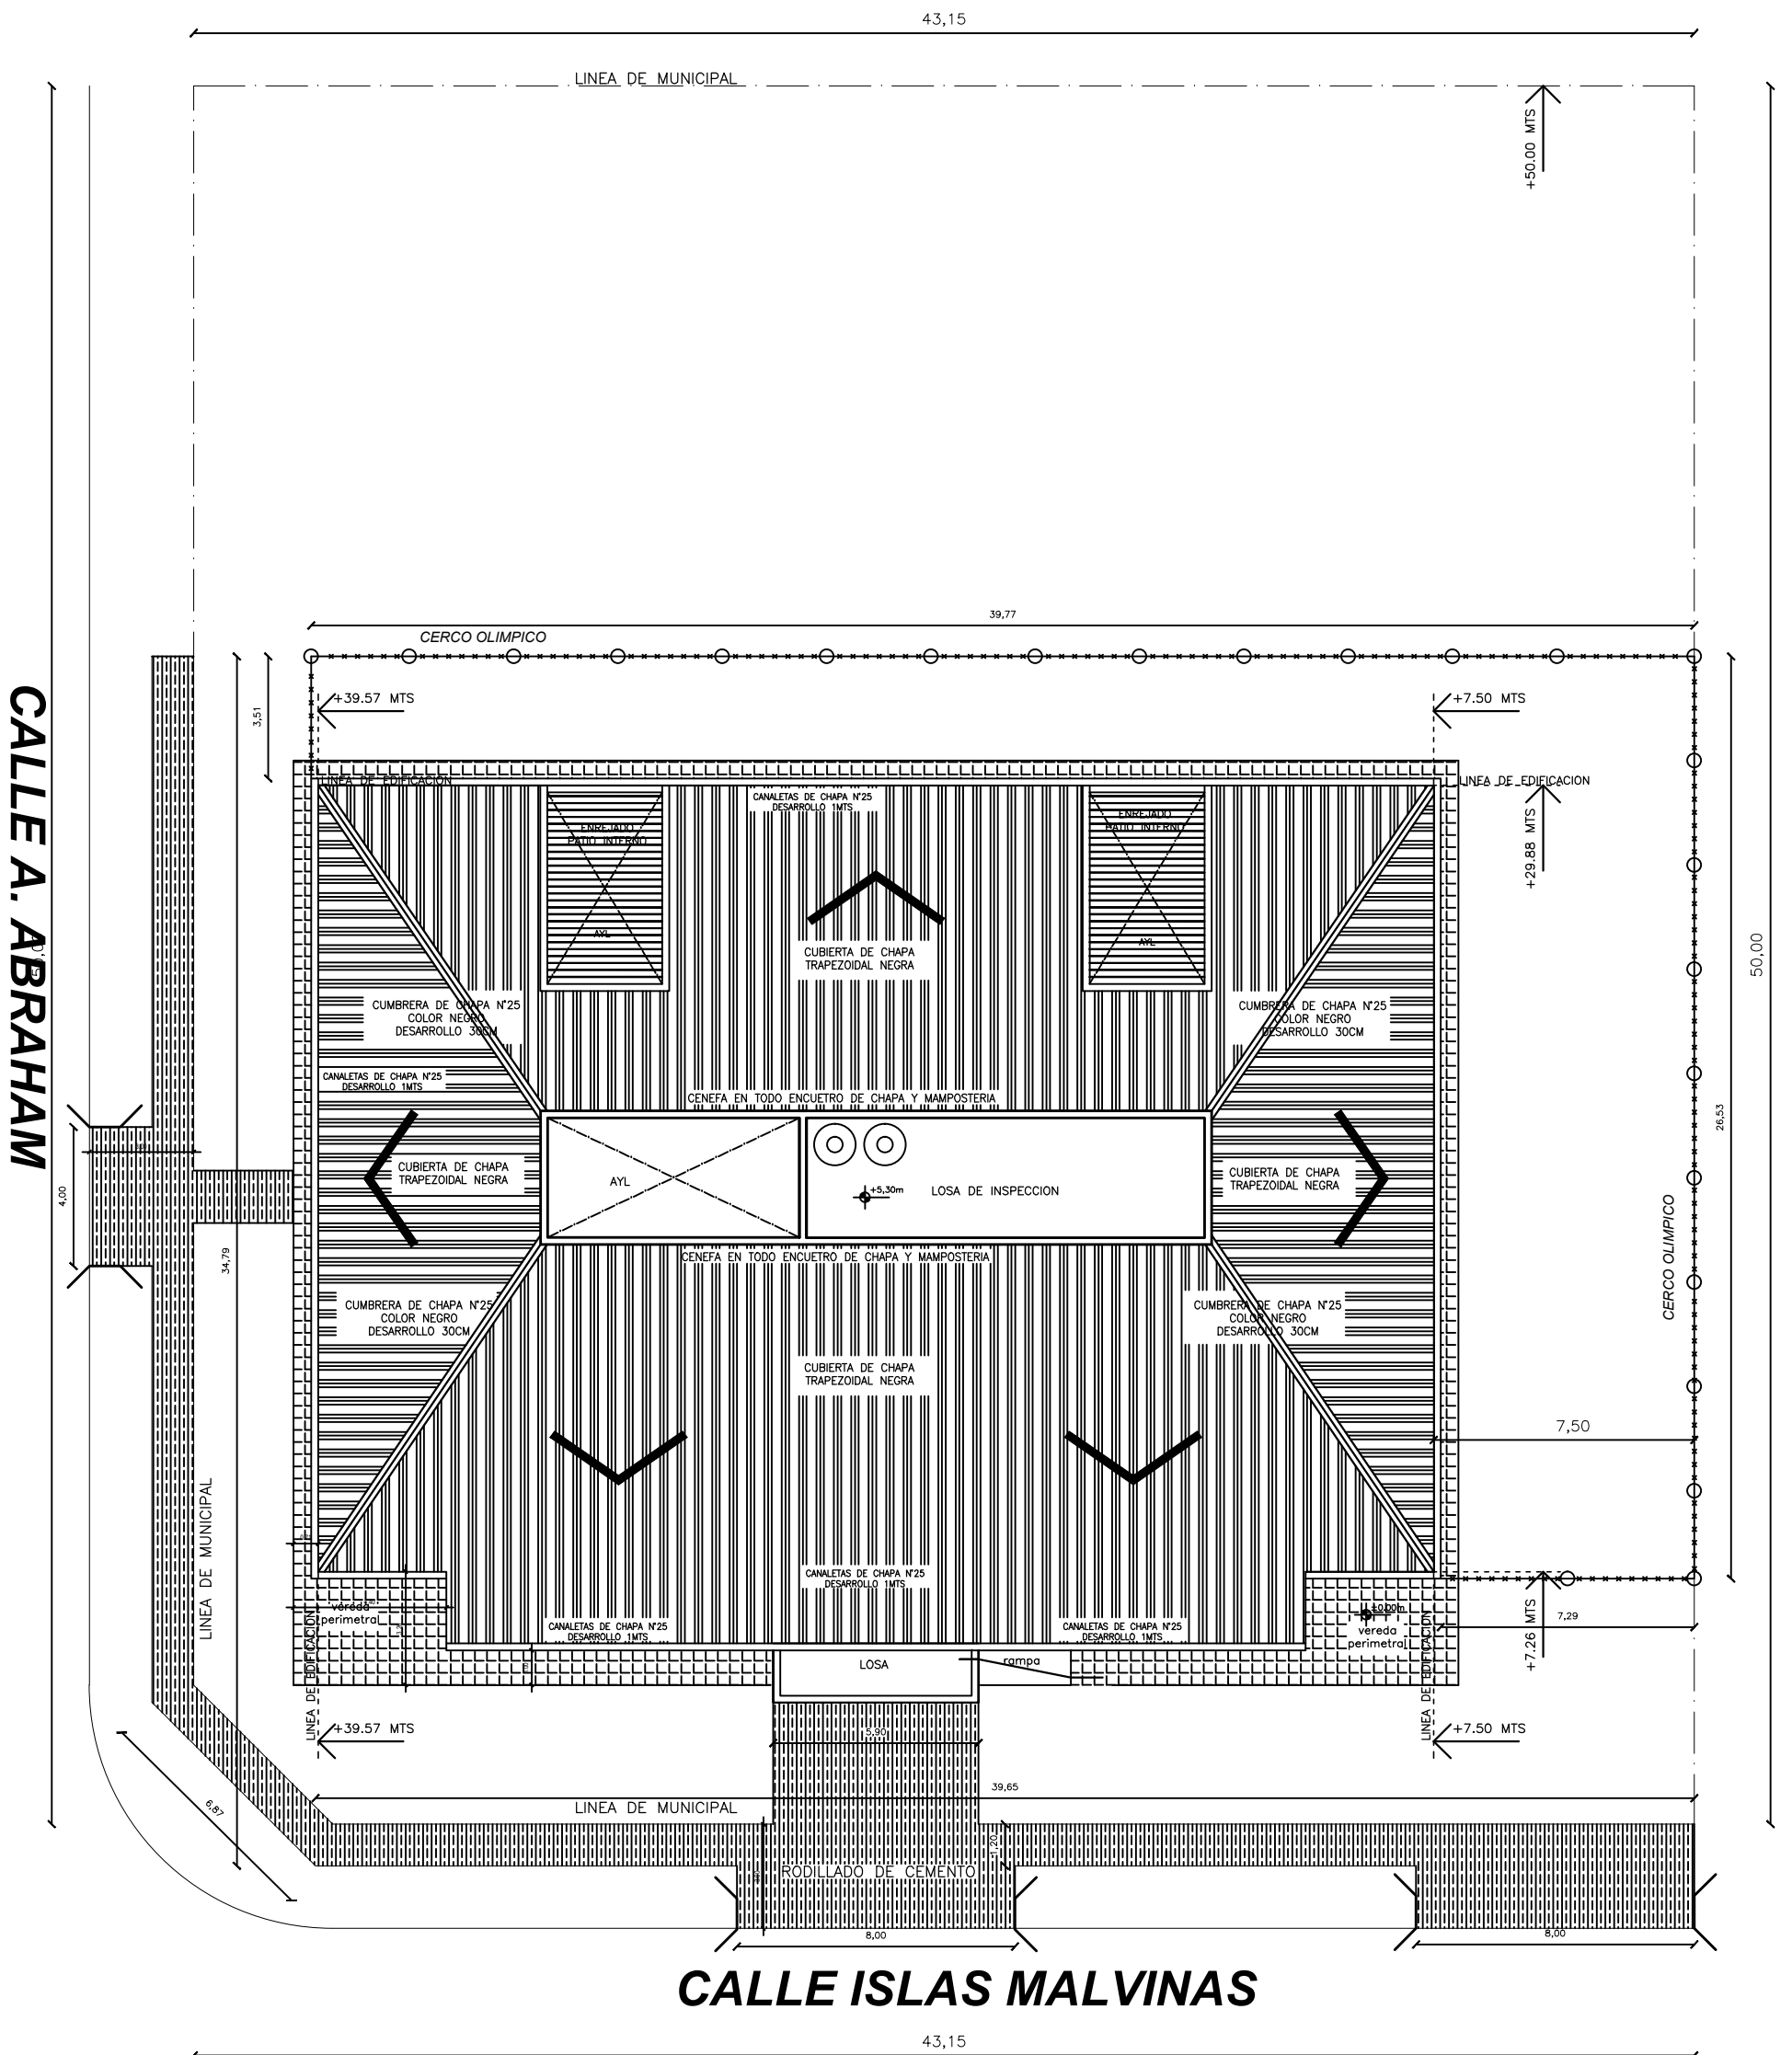 43,15
LINEA DE MUNICIPAL
+50.00 MTS
39,77
CERCO OLIMPICO
+39.57 MTS
+7.50 MTS
3,51
LINEA DE EDIFICACION
LINEA DE EDIFICACION
CANALETAS DE CHAPA N°25
DESARROLLO 1MTS
ENREJADO
PATIO INTERNO
AYL
ENREJADO
PATIO INTERNO
AYL
+29.88 MTS
CALLE A. ABRAHAM
50,00
CUBIERTA DE CHAPA
TRAPEZOIDAL NEGRA
CUMBRERA DE CHAPA N°25
COLOR NEGRO
DESARROLLO 30CM
CUMBRERA DE CHAPA N°25
COLOR NEGRO
DESARROLLO 30CM
CANALETAS DE CHAPA N°25
DESARROLLO 1MTS
CENEFA EN TODO ENCUETRO DE CHAPA Y MAMPOSTERIA
26,53
CUBIERTA DE CHAPA
TRAPEZOIDAL NEGRA
AYL
+5,30m
LOSA DE INSPECCION
CUBIERTA DE CHAPA
TRAPEZOIDAL NEGRA
4,00
34,79
CERCO OLIMPICO
CENEFA EN TODO ENCUETRO DE CHAPA Y MAMPOSTERIA
CUMBRERA DE CHAPA N°25
COLOR NEGRO
DESARROLLO 30CM
CUMBRERA DE CHAPA N°25
COLOR NEGRO
DESARROLLO 30CM
CUBIERTA DE CHAPA
TRAPEZOIDAL NEGRA
7,50
LINEA DE MUNICIPAL
CANALETAS DE CHAPA N°25
DESARROLLO 1MTS
vereda
perimetral
LINEA DE EDIFICACION
CANALETAS DE CHAPA N°25
DESARROLLO 1MTS
CANALETAS DE CHAPA N°25
DESARROLLO 1MTS
+0.00m
vereda
perimetral
LINEA DE EDIFICACION
7,29
+7.26 MTS
LOSA
rampa
+39.57 MTS
5,90
+7.50 MTS
39,65
6,87
LINEA DE MUNICIPAL
1,20
RODILLADO DE CEMENTO
8,00
8,00
CALLE ISLAS MALVINAS
43,15